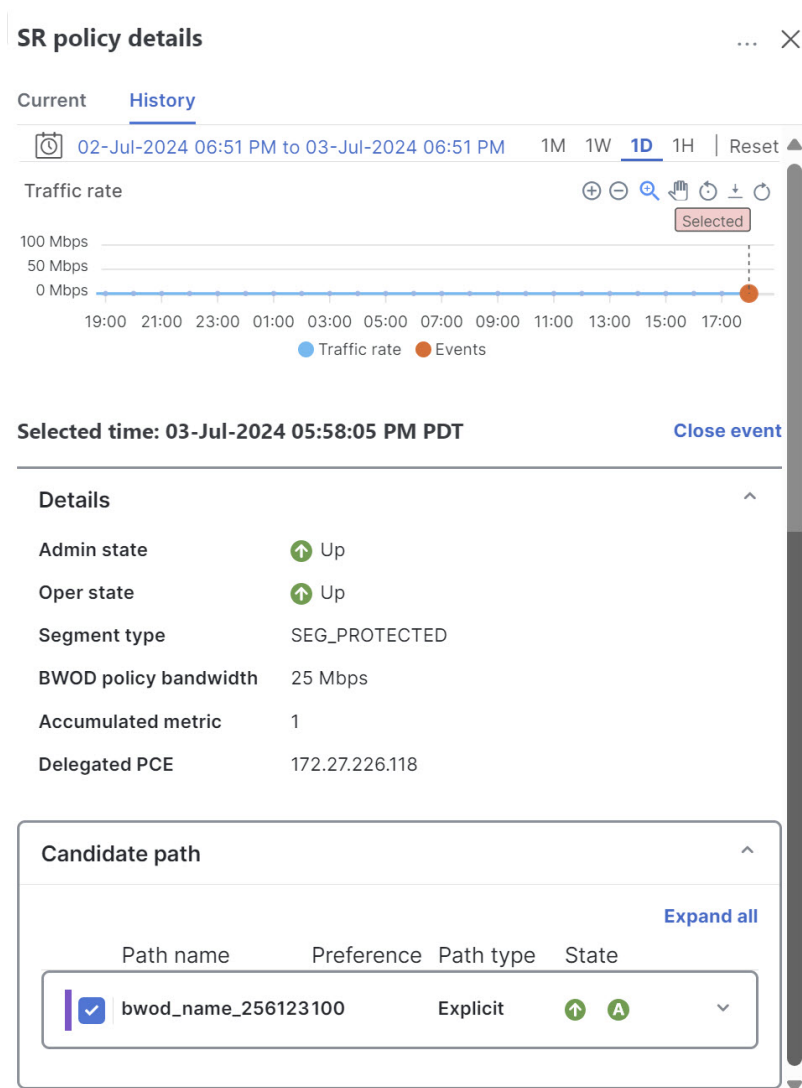 SR policy details
...
Current History
02-Jul-2024 06:51 PM to 03-Jul-2024 06:51 PM 1M 1W 1D 1H | Reset
Traffic rate
Selected
100 Mbps
50 Mbps
0 Mbps
19:00 21:00 23:00 01:00 03:00 05:00 07:00 09:00 11:00 13:00 15:00 17:00
Traffic rate Events
Selected time: 03-Jul-2024 05:58:05 PM PDT Close event
Details
Admin state Up
Oper state Up
Segment type SEG_PROTECTED
BWOD policy bandwidth 25 Mbps
Accumulated metric 1
Delegated PCE 172.27.226.118
Candidate path
Expand all
Path name Preference Path type State
bwod_name_256123100 Explicit A